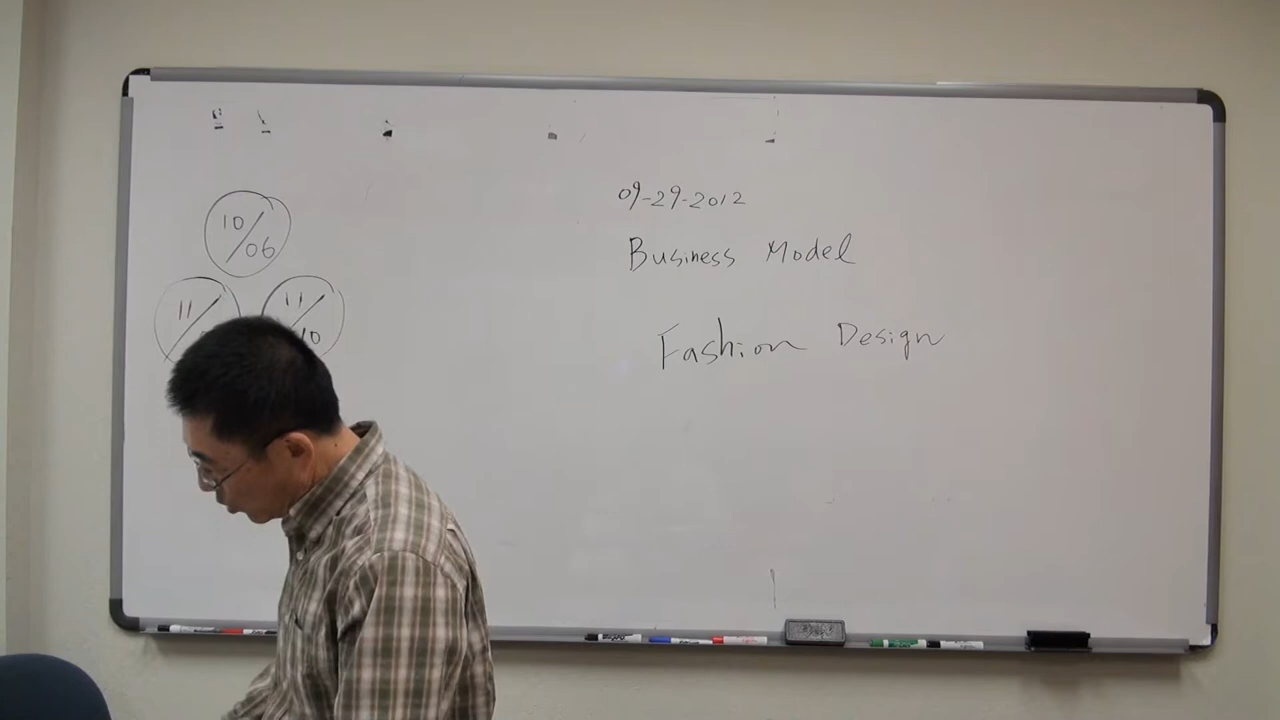 10/06
11/
11/10
09-29-2012
Business Model
Fashion Design